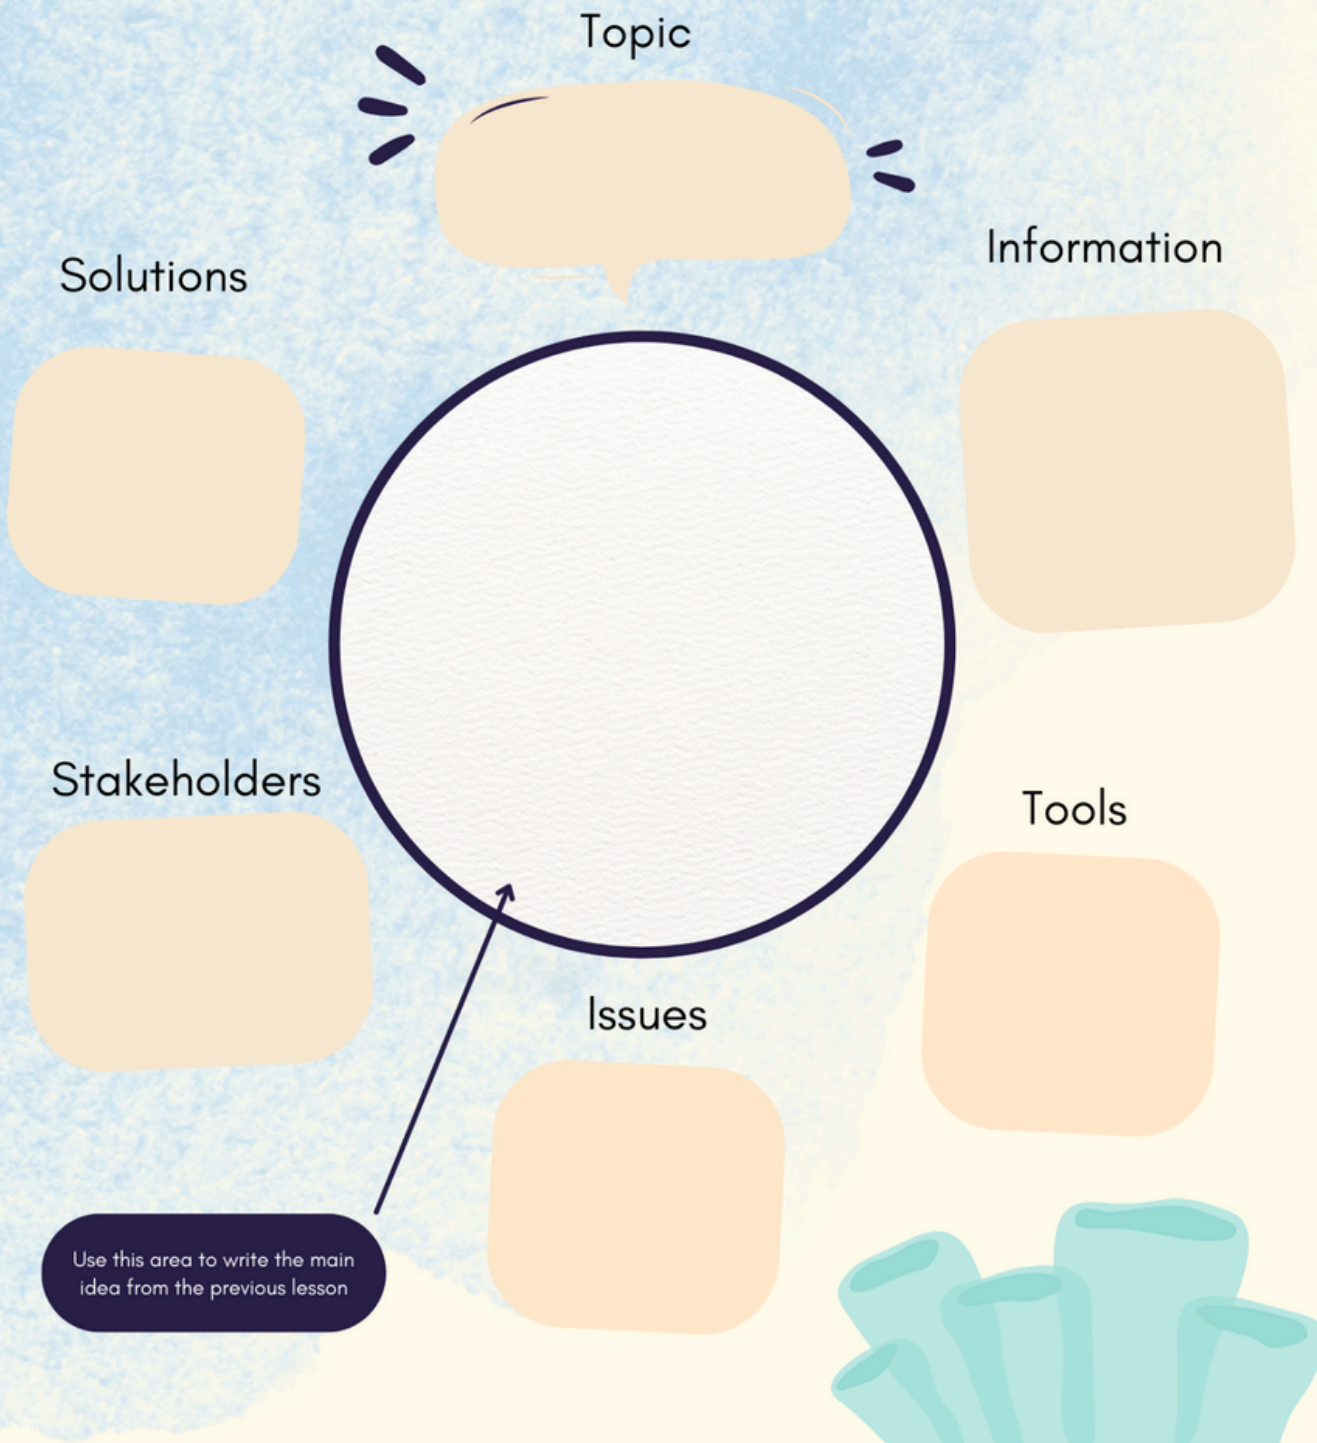 Topic
Solutions
Information
Stakeholders
Tools
Issues
Use this area to write the main
idea from the previous lesson